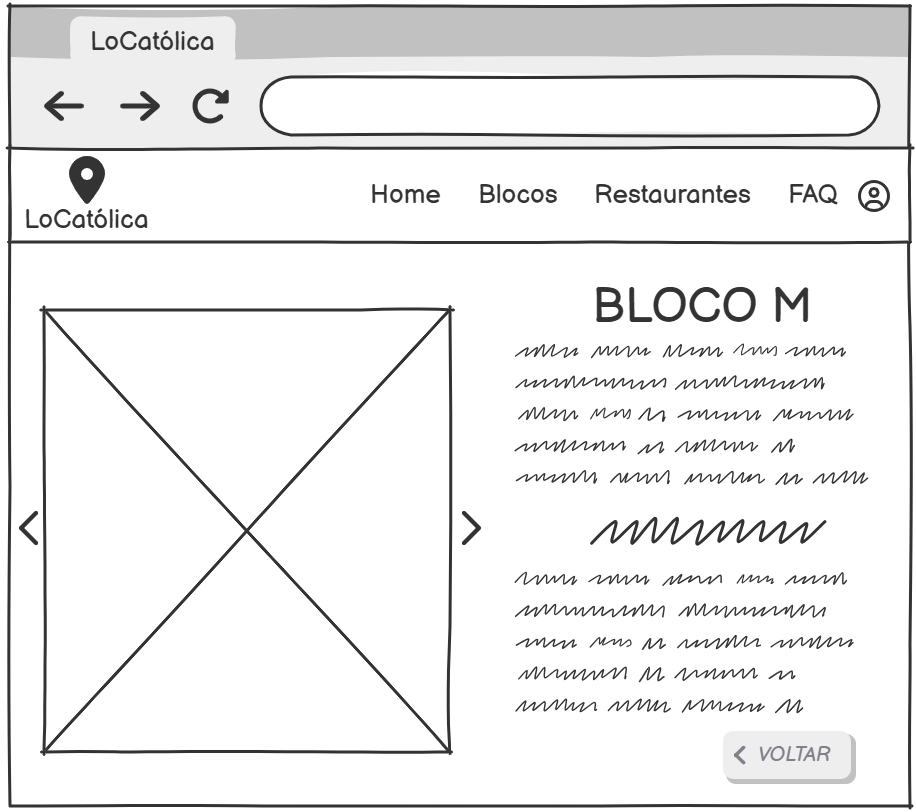 LoCatólica
LoCatólica
Home Blocos Restaurantes FAQ
BLOCO M
VOLTAR